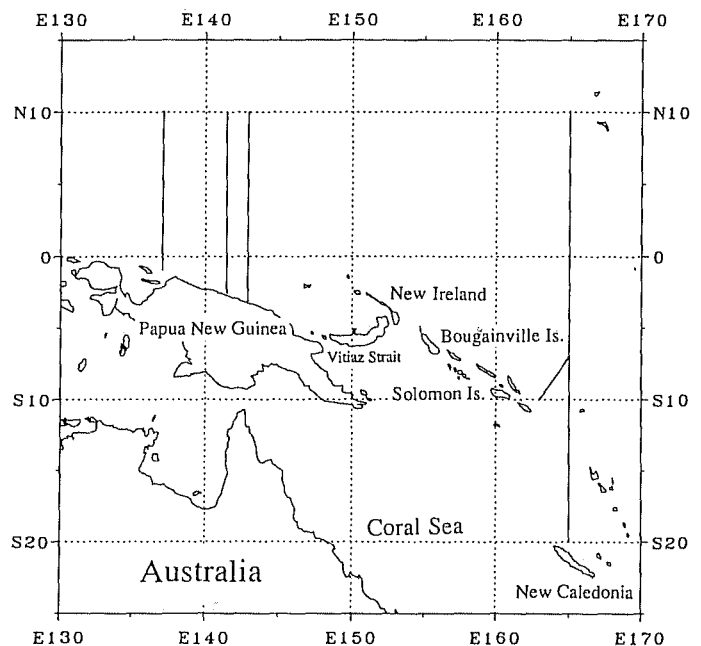 E130 E140 E150 E160 E170
N10 N10
0 0
New Ireland
Papua New Guinea
Bougainville Is.
Vitiaz Strait
Solomon Is.
S10 S10
Coral Sea
S20 S20
Australia
New Caledonia
E130 E140 E150 E160 E170